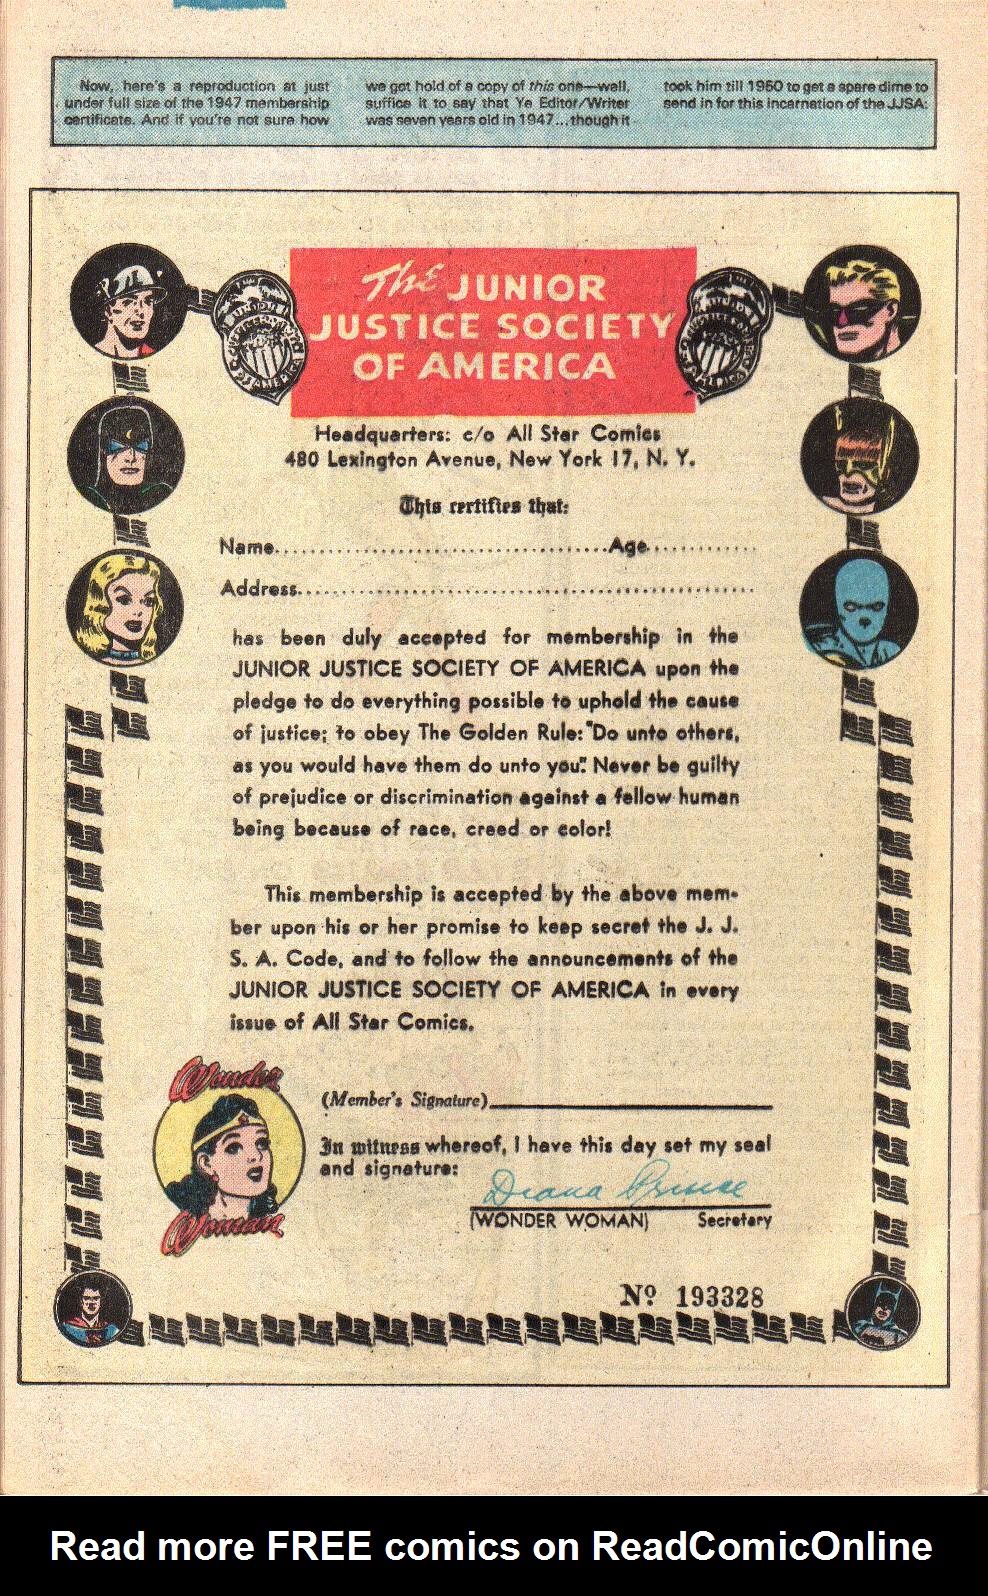 Now, here's a reproduction at just
under full size of the 1947 membership
certificate. And if you're not sure how
we got hold of a copy of this one—well,
suffice it to say that Ye Editor/Writer
was seven years old in 1947...though it
took him till 1950 to get a spare dime to
send in for this incarnation of the JJSA:
The JUNIOR
JUSTICE SOCIETY
OF AMERICA
Headquarters: c/o All Star Comics
480 Lexington Avenue, New York 17, N. Y.
This certifies that:
Name.....................................Age.............
Address....................................................
has been duly accepted for membership in the
JUNIOR JUSTICE SOCIETY OF AMERICA upon the
pledge to do everything possible to uphold the cause
of justice; to obey The Golden Rule: "Do unto others,
as you would have them do unto you". Never be guilty
of prejudice or discrimination against a fellow human
being because of race, creed or color!
This membership is accepted by the above mem-
ber upon his or her promise to keep secret the J. J.
S. A. Code, and to follow the announcements of the
JUNIOR JUSTICE SOCIETY OF AMERICA in every
issue of All Star Comics.
Wonder
Woman
(Member's Signature)
In witness whereof, I have this day set my seal
and signature:
Diana Prince
(WONDER WOMAN) Secretary
Nº 193328
Read more FREE comics on ReadComicOnline